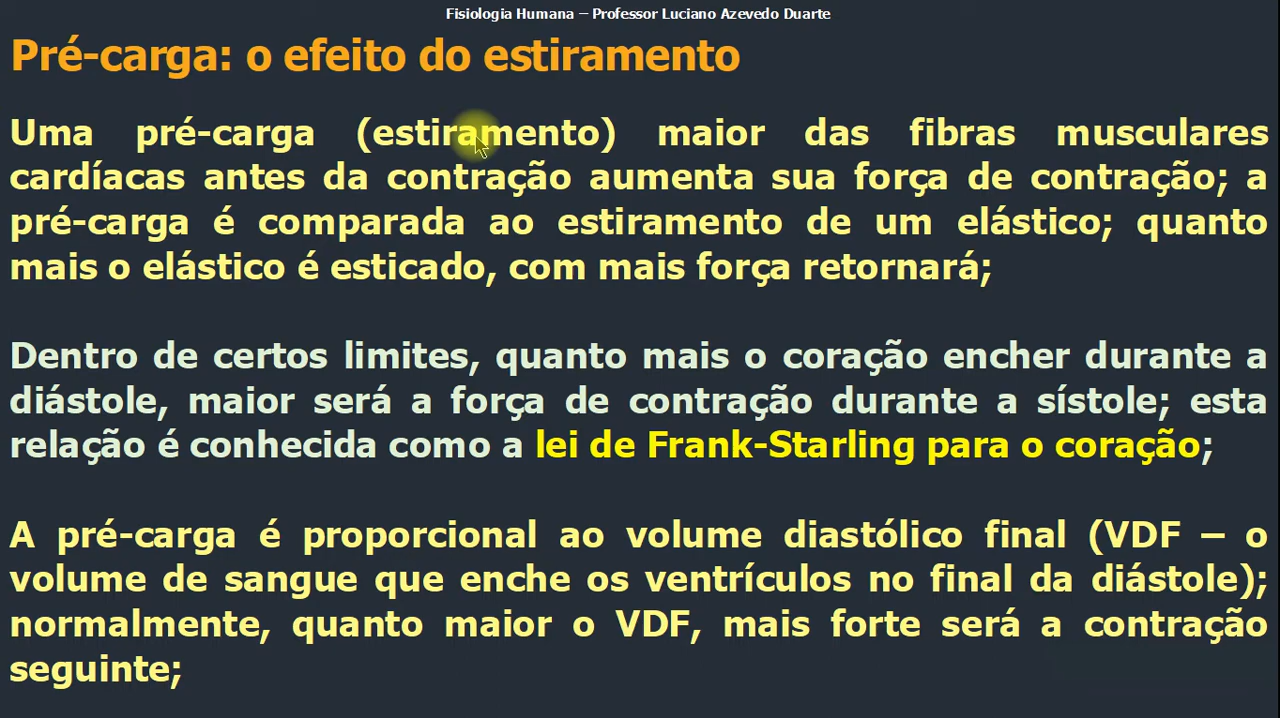 Fisiologia Humana – Professor Luciano Azevedo Duarte
Pré-carga: o efeito do estiramento
Uma pré-carga (estiramento) maior das fibras musculares
cardíacas antes da contração aumenta sua força de contração; a
pré-carga é comparada ao estiramento de um elástico; quanto
mais o elástico é esticado, com mais força retornará;
Dentro de certos limites, quanto mais o coração encher durante a
diástole, maior será a força de contração durante a sístole; esta
relação é conhecida como a lei de Frank-Starling para o coração;
A pré-carga é proporcional ao volume diastólico final (VDF – o
volume de sangue que enche os ventrículos no final da diástole);
normalmente, quanto maior o VDF, mais forte será a contração
seguinte;